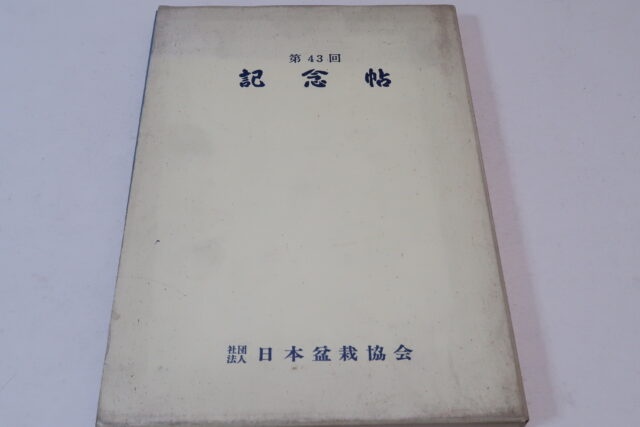 第43回
記念帖
社団法人 日本盆栽協会